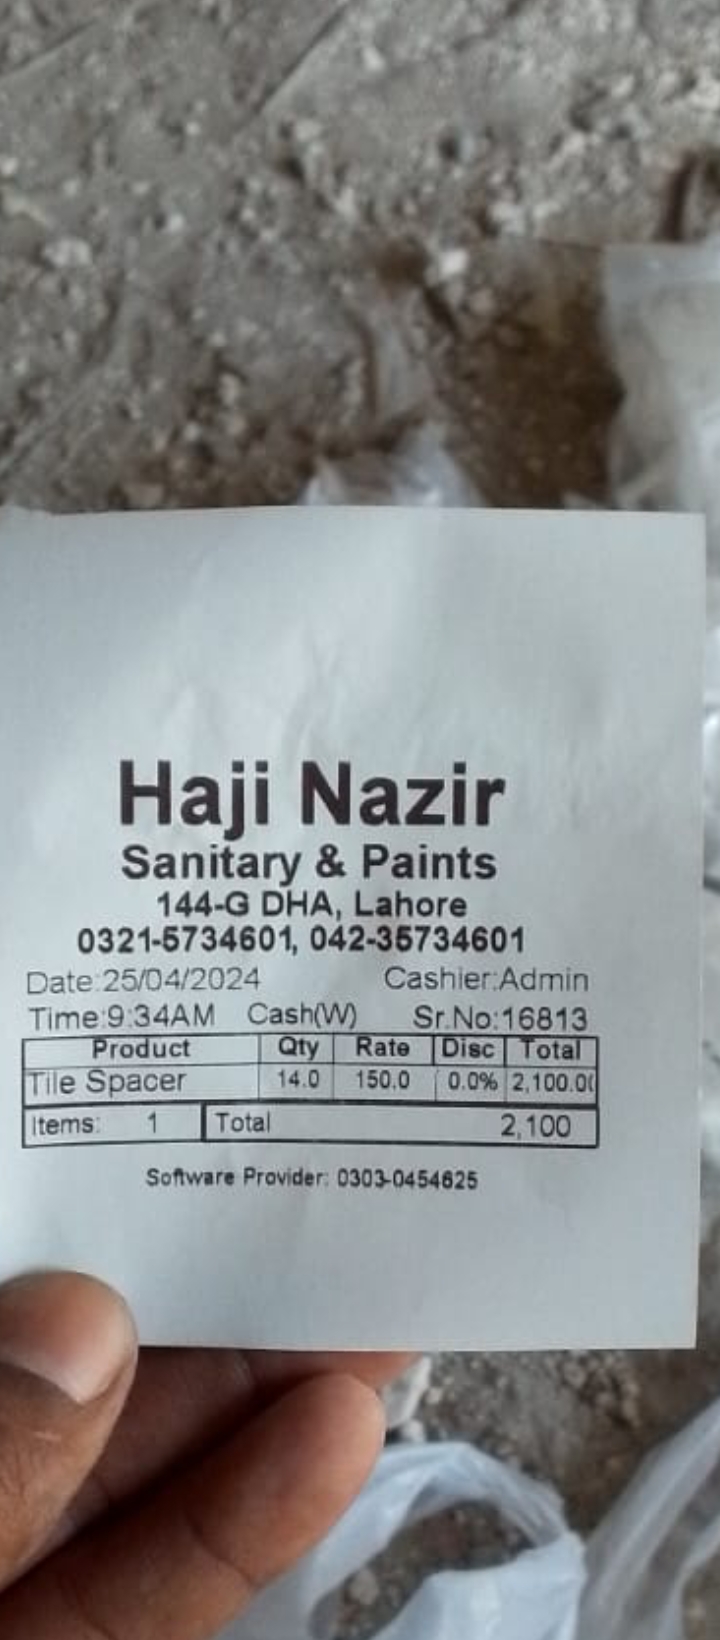 Haji Nazir
Sanitary & Paints
144-G DHA, Lahore
0321-5734601, 042-35734601
Date:25/04/2024 Cashier:Admin
Time:9:34AM Cash(W) Sr.No:16813
Product Qty Rate Disc Total
Tile Spacer 14.0 150.0 0.0% 2,100.0(
Items: 1 Total 2,100
Software Provider: 0303-0454625